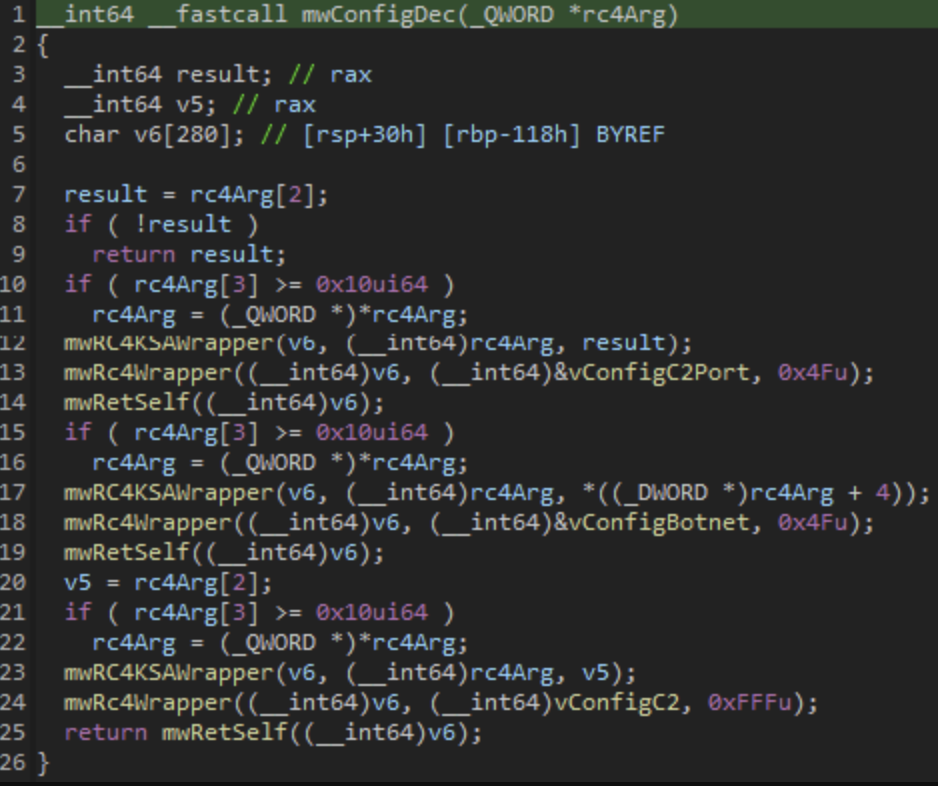 1 __int64 __fastcall mwConfigDec(_QWORD *rc4Arg)
2 {
3 __int64 result; // rax
4 __int64 v5; // rax
5 char v6[280]; // [rsp+30h] [rbp-118h] BYREF
6
7 result = rc4Arg[2];
8 if ( !result )
9 return result;
10 if ( rc4Arg[3] >= 0x10ui64 )
11 rc4Arg = (_QWORD *)*rc4Arg;
12 mwRC4KSAWrapper(v6, (__int64)rc4Arg, result);
13 mwRc4Wrapper((__int64)v6, (__int64)&vConfigC2Port, 0x4Fu);
14 mwRetSelf((__int64)v6);
15 if ( rc4Arg[3] >= 0x10ui64 )
16 rc4Arg = (_QWORD *)*rc4Arg;
17 mwRC4KSAWrapper(v6, (__int64)rc4Arg, *((_DWORD *)rc4Arg + 4));
18 mwRc4Wrapper((__int64)v6, (__int64)&vConfigBotnet, 0x4Fu);
19 mwRetSelf((__int64)v6);
20 v5 = rc4Arg[2];
21 if ( rc4Arg[3] >= 0x10ui64 )
22 rc4Arg = (_QWORD *)*rc4Arg;
23 mwRC4KSAWrapper(v6, (__int64)rc4Arg, v5);
24 mwRc4Wrapper((__int64)v6, (__int64)vConfigC2, 0xFFFu);
25 return mwRetSelf((__int64)v6);
26 }